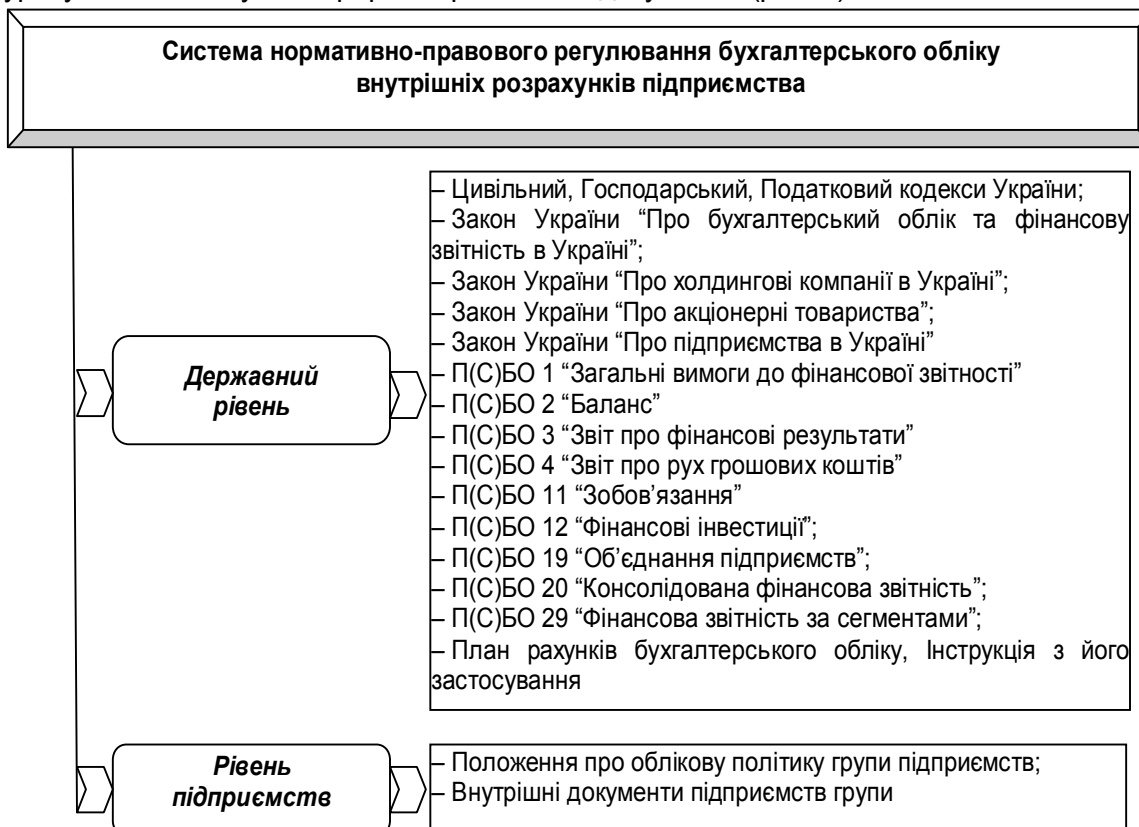 Система нормативно-правового регулювання бухгалтерського обліку
внутрішніх розрахунків підприємства
– Цивільний, Господарський, Податковий кодекси України;
– Закон України “Про бухгалтерський облік та фінансову
звітність в Україні”;
– Закон України “Про холдингові компанії в Україні”;
– Закон України “Про акціонерні товариства”;
– Закон України “Про підприємства в Україні”
– П(С)БО 1 “Загальні вимоги до фінансової звітності”
– П(С)БО 2 “Баланс”
– П(С)БО 3 “Звіт про фінансові результати”
– П(С)БО 4 “Звіт про рух грошових коштів”
– П(С)БО 11 “Зобов’язання”
– П(С)БО 12 “Фінансові інвестиції”;
– П(С)БО 19 “Об’єднання підприємств”;
– П(С)БО 20 “Консолідована фінансова звітність”;
– П(С)БО 29 “Фінансова звітність за сегментами”;
– План рахунків бухгалтерського обліку, Інструкція з його
застосування
Державний
рівень
Рівень
підприємств
– Положення про облікову політику групи підприємств;
– Внутрішні документи підприємств групи